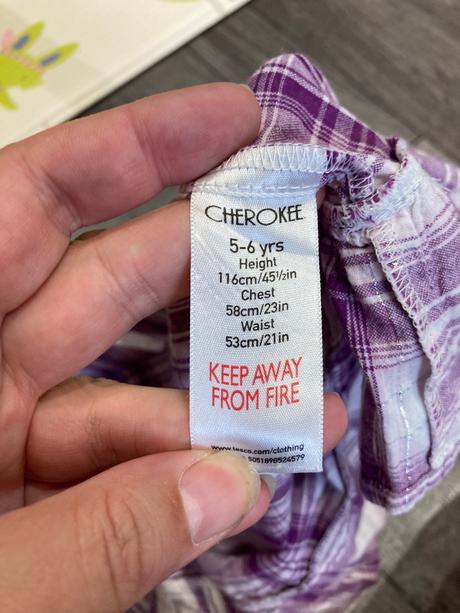 CHEROKEE
5-6 yrs
Height
116cm/45½in
Chest
58cm/23in
Waist
53cm/21in
KEEP AWAY
FROM FIRE
www.tesco.com/clothing
5051898524579